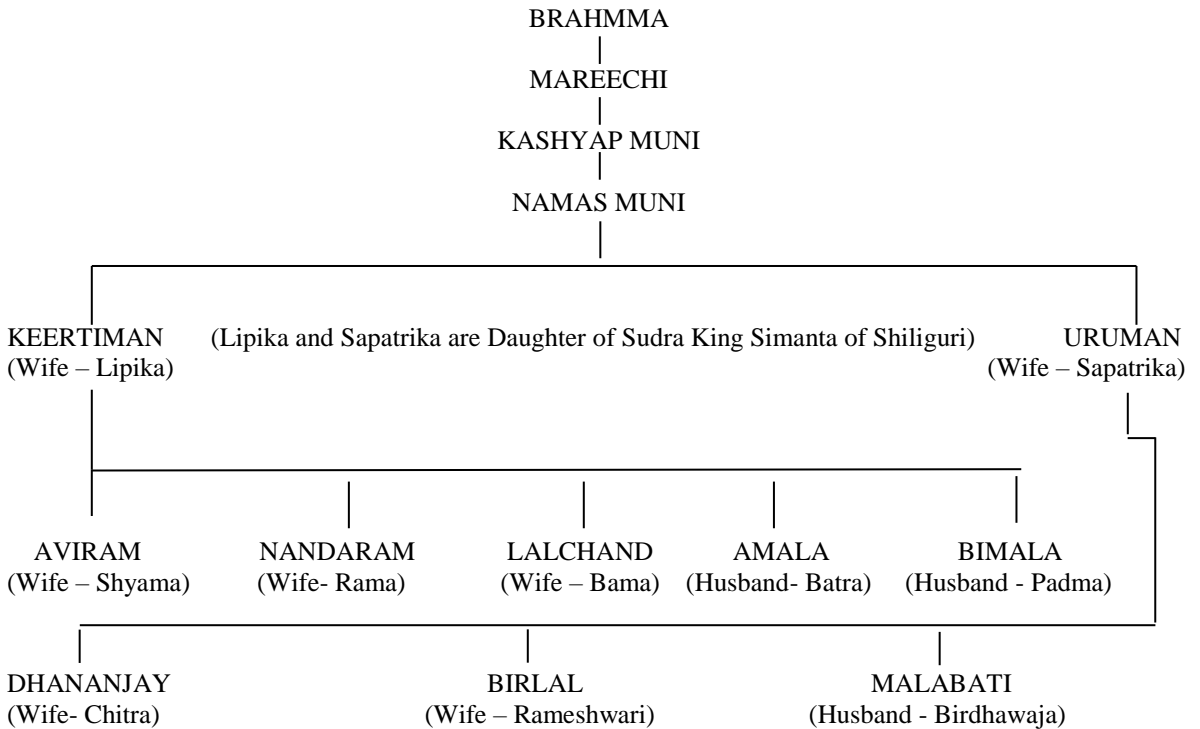 BRAHMMA
MAREECHI
KASHYAP MUNI
NAMAS MUNI
KEERTIMAN (Lipika and Sapatrika are Daughter of Sudra King Simanta of Shiliguri) URUMAN
(Wife – Lipika) (Wife – Sapatrika)
AVIRAM NANDARAM LALCHAND AMALA BIMALA
(Wife – Shyama) (Wife- Rama) (Wife – Bama) (Husband- Batra) (Husband - Padma)
DHANANJAY BIRLAL MALABATI
(Wife- Chitra) (Wife – Rameshwari) (Husband - Birdhawaja)